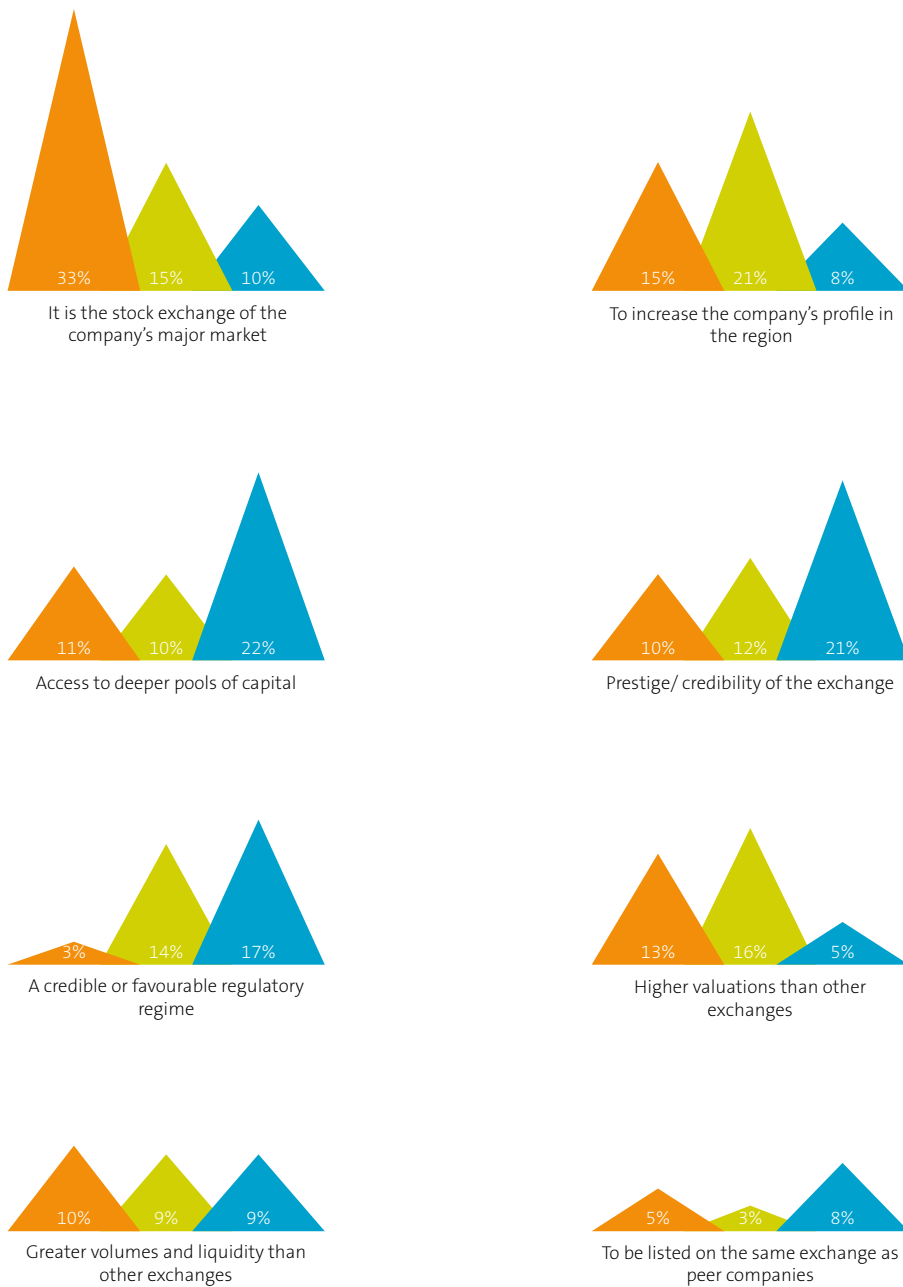 33% 15% 10%
It is the stock exchange of the
company’s major market
15% 21% 8%
To increase the company’s profile in
the region
11% 10% 22%
Access to deeper pools of capital
10% 12% 21%
Prestige/ credibility of the exchange
3% 14% 17%
A credible or favourable regulatory
regime
13% 16% 5%
Higher valuations than other
exchanges
10% 9% 9%
Greater volumes and liquidity than
other exchanges
5% 3% 8%
To be listed on the same exchange as
peer companies